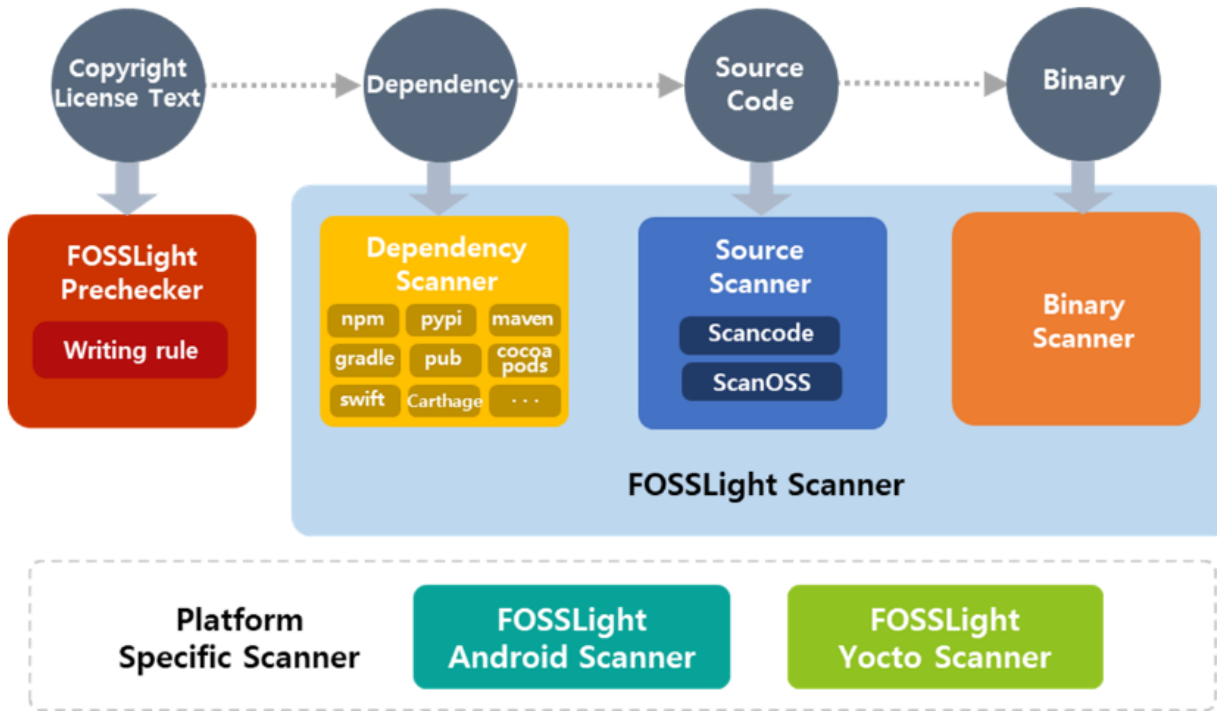 Copyright
License Text
Dependency
Source
Code
Binary
FOSSLight
Prechecker
Writing rule
Dependency
Scanner
npm
pypi
maven
gradle
pub
cocoa
pods
swift
Carthage
...
Source
Scanner
Scancode
ScanOSS
Binary
Scanner
FOSSLight Scanner
Platform
Specific Scanner
FOSSLight
Android Scanner
FOSSLight
Yocto Scanner